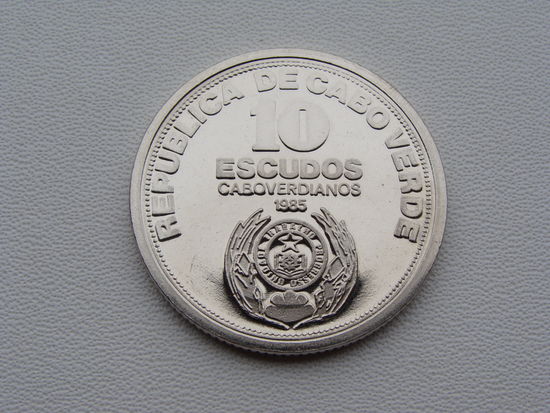 REPUBLICA DE CABO VERDE
10
ESCUDOS
CABOVERDIANOS
1985